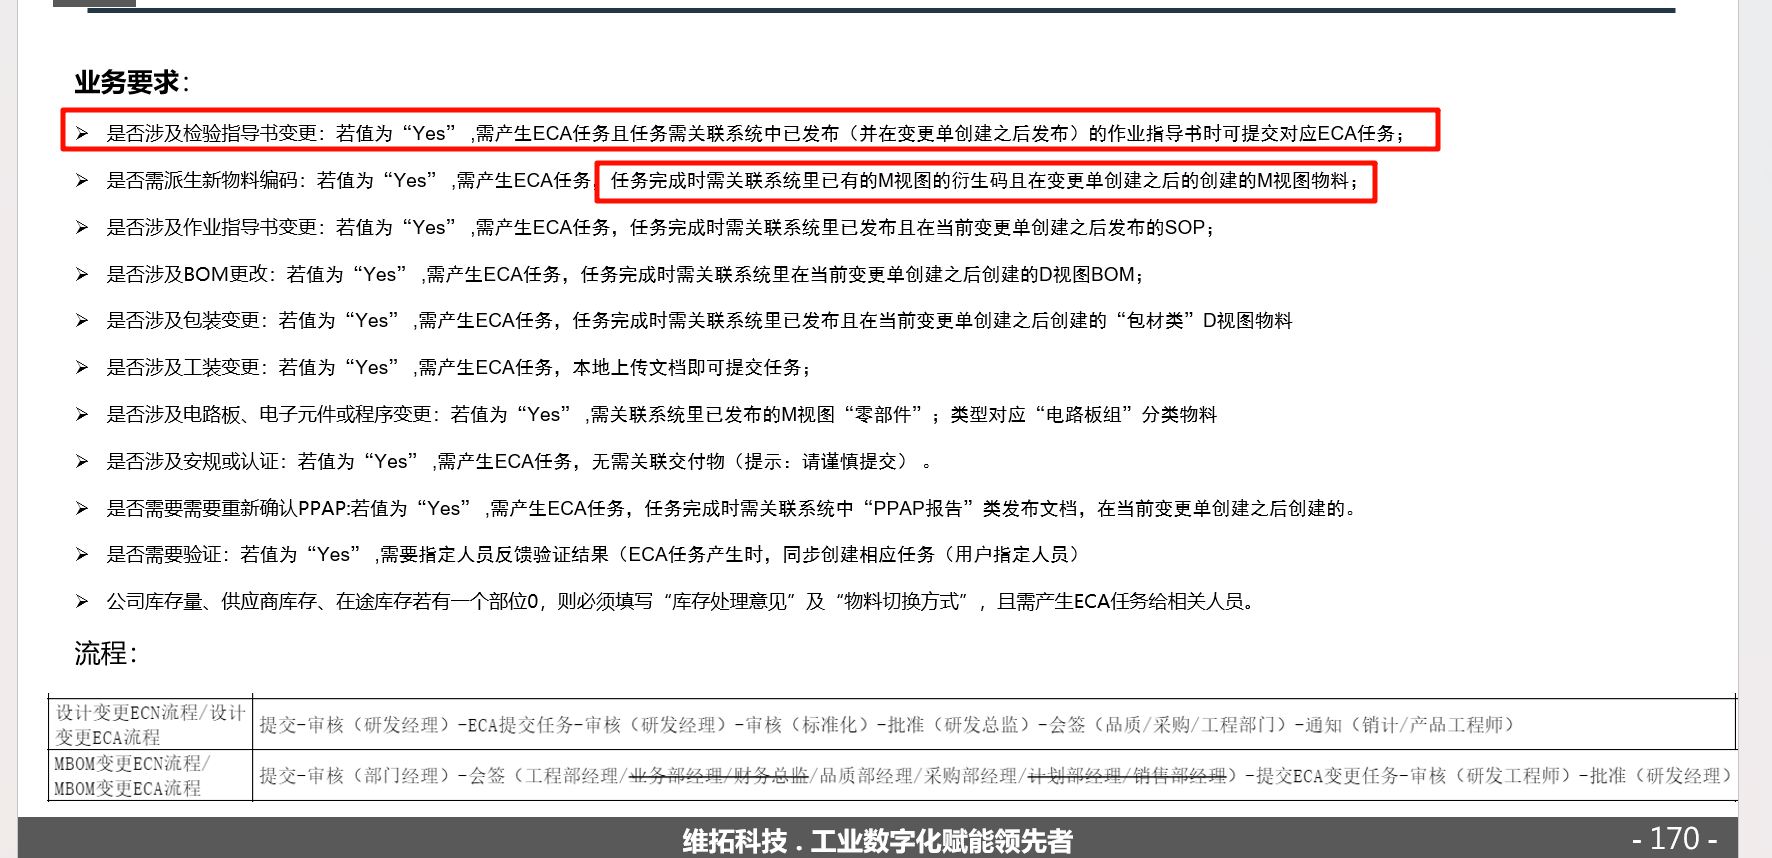 业务要求：
➢ 是否涉及检验指导书变更：若值为“Yes” ,需产生ECA任务且任务需关联系统中已发布（并在变更单创建之后发布）的作业指导书时可提交对应ECA任务；
➢ 是否需派生新物料编码：若值为“Yes” ,需产生ECA任务，任务完成时需关联系统里已有的M视图的衍生码且在变更单创建之后的创建的M视图物料；
➢ 是否涉及作业指导书变更：若值为“Yes” ,需产生ECA任务，任务完成时需关联系统里已发布且在当前变更单创建之后发布的SOP；
➢ 是否涉及BOM更改：若值为“Yes” ,需产生ECA任务，任务完成时需关联系统里在当前变更单创建之后创建的D视图BOM；
➢ 是否涉及包装变更：若值为“Yes” ,需产生ECA任务，任务完成时需关联系统里已发布且在当前变更单创建之后创建的“包材类”D视图物料
➢ 是否涉及工装变更：若值为“Yes” ,需产生ECA任务，本地上传文档即可提交任务；
➢ 是否涉及电路板、电子元件或程序变更：若值为“Yes” ,需关联系统里已发布的M视图“零部件”；类型对应“电路板组”分类物料
➢ 是否涉及安规或认证：若值为“Yes” ,需产生ECA任务，无需关联交付物（提示：请谨慎提交） 。
➢ 是否需要需要重新确认PPAP:若值为“Yes” ,需产生ECA任务，任务完成时需关联系统中“PPAP报告”类发布文档，在当前变更单创建之后创建的。
➢ 是否需要验证：若值为“Yes” ,需要指定人员反馈验证结果（ECA任务产生时，同步创建相应任务（用户指定人员）
➢ 公司库存量、供应商库存、在途库存若有一个部位0，则必须填写“库存处理意见”及“物料切换方式”，且需产生ECA任务给相关人员。
流程：
设计变更ECN流程/设计
变更ECA流程
提交-审核（研发经理）-ECA提交任务-审核（研发经理）-审核（标准化）-批准（研发总监）-会签（品质/采购/工程部门）-通知（销计/产品工程师）
MBOM变更ECN流程/
MBOM变更ECA流程
提交-审核（部门经理）-会签（工程部经理/业务部经理/财务总监/品质部经理/采购部经理/计划部经理/销售部经理）-提交ECA变更任务-审核（研发工程师）-批准（研发经理）
维拓科技 . 工业数字化赋能领先者
- 170 -